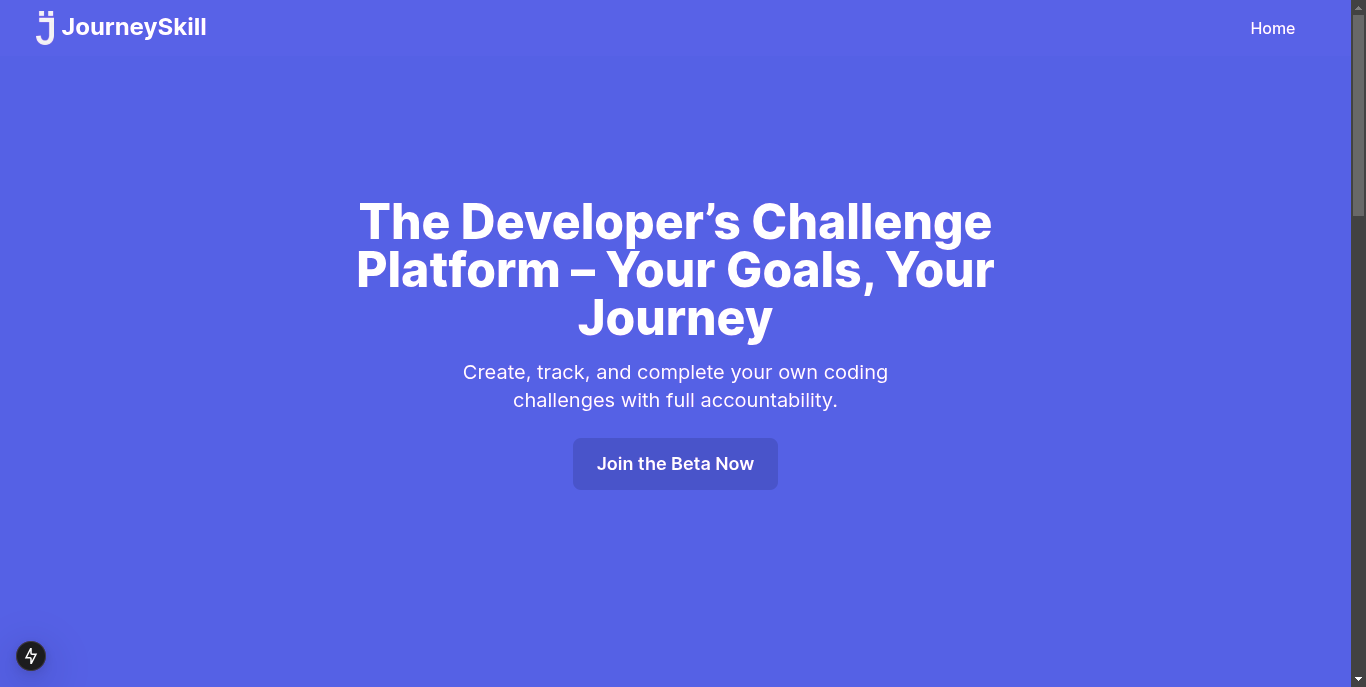 JourneySkill
Home
The Developer’s Challenge
Platform – Your Goals, Your
Journey
Create, track, and complete your own coding
challenges with full accountability.
Join the Beta Now